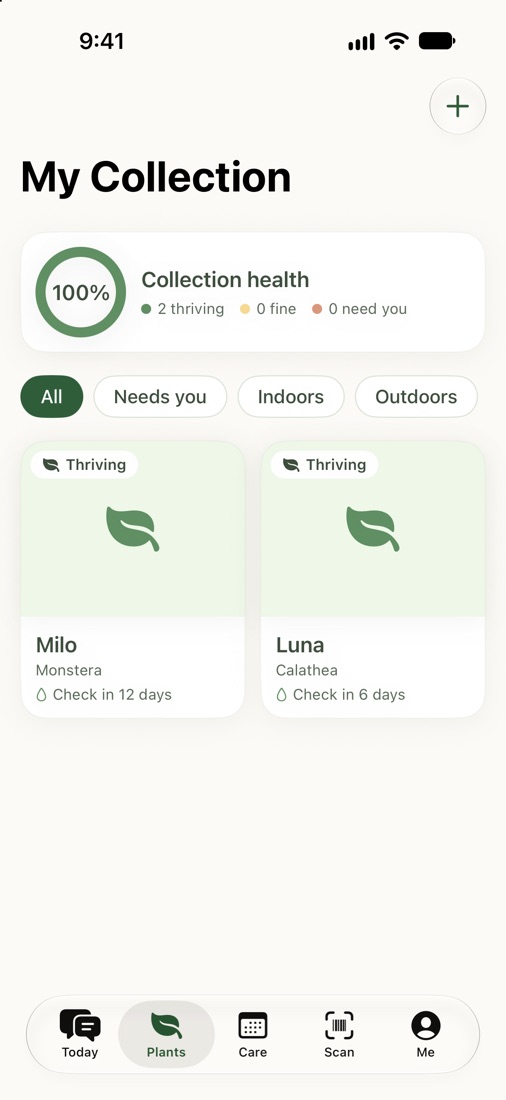 9:41
My Collection
100%
Collection health
2 thriving 0 fine 0 need you
All Needs you Indoors Outdoors
Thriving Thriving
Milo Luna
Monstera Calathea
Check in 12 days Check in 6 days
Today Plants Care Scan Me